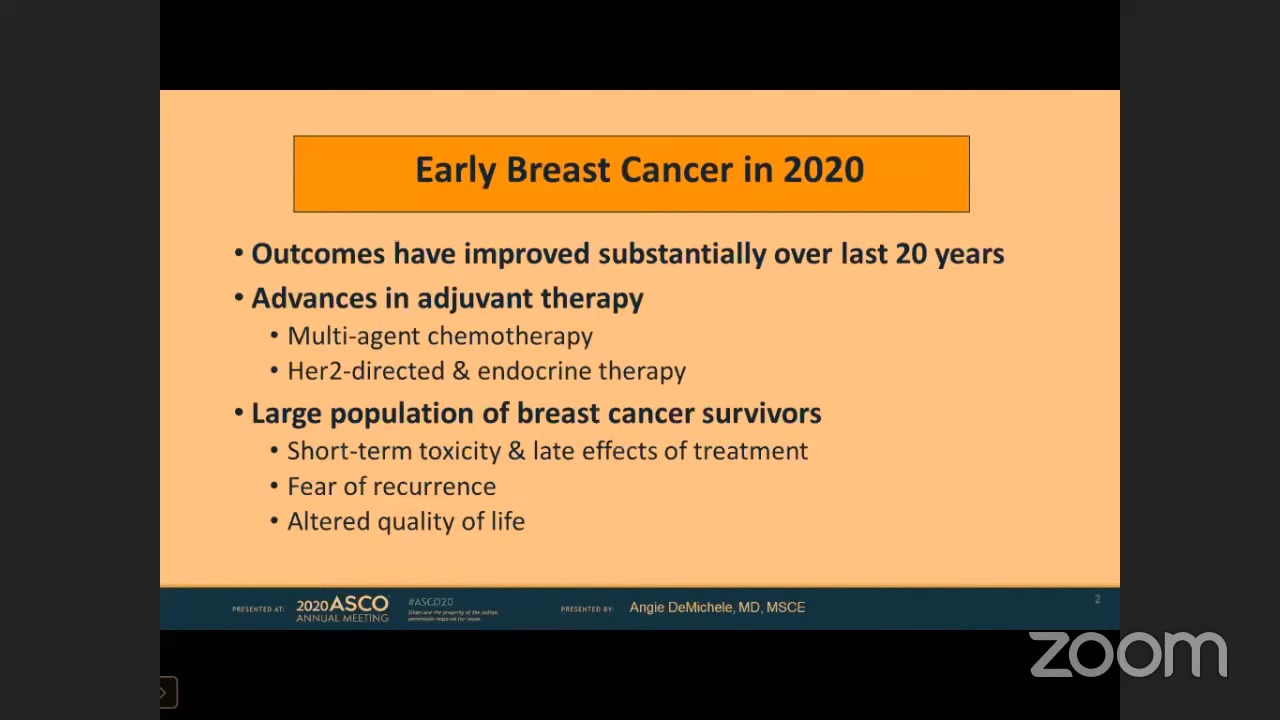 Early Breast Cancer in 2020
• Outcomes have improved substantially over last 20 years
• Advances in adjuvant therapy
• Multi-agent chemotherapy
• Her2-directed & endocrine therapy
• Large population of breast cancer survivors
• Short-term toxicity & late effects of treatment
• Fear of recurrence
• Altered quality of life
PRESENTED AT:
2020 ASCO
ANNUAL MEETING
#ASCO20
Slides are the property of the author,
permission required for reuse.
PRESENTED BY:
Angie DeMichele, MD, MSCE
2
zoom